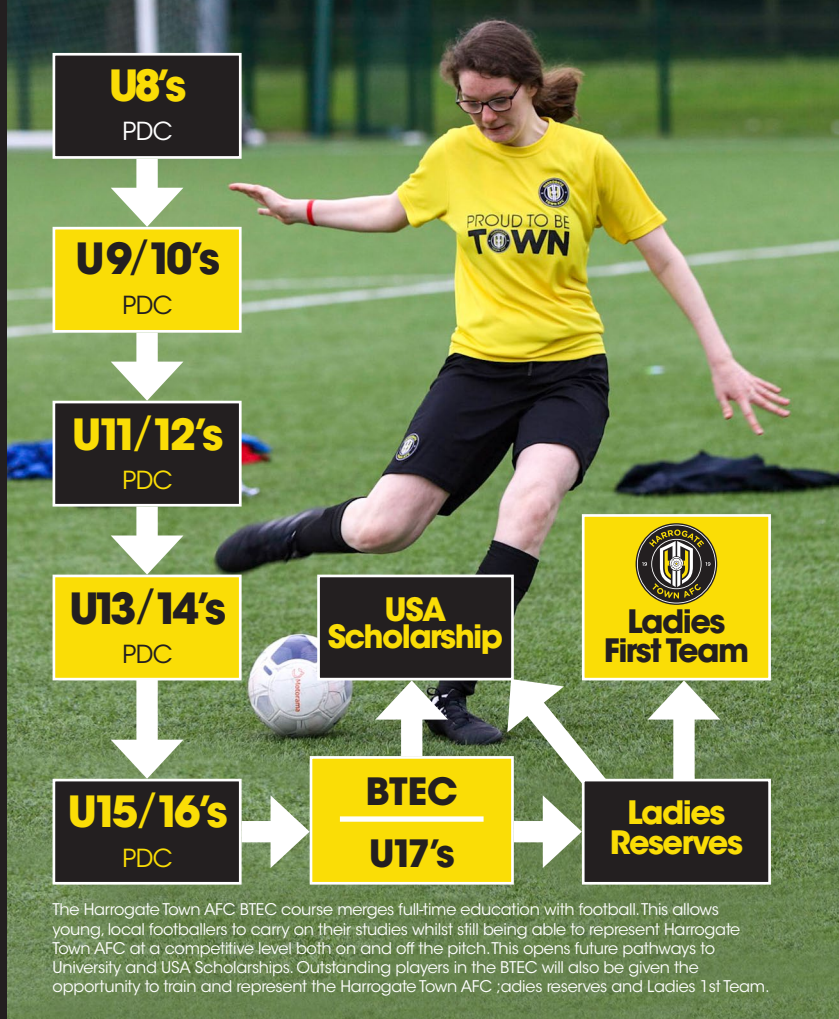 U8's
PDC
U9/10's
PDC
U11/12's
PDC
U13/14's
PDC
U15/16's
PDC
PROUD TO BE
TOWN
USA
Scholarship
HARROGATE
19 19
TOWN AFC
Ladies
First Team
BTEC
U17's
Ladies
Reserves
The Harrogate Town AFC BTEC course merges full-time education with football. This allows
young, local footballers to carry on their studies whilst still being able to represent Harrogate
Town AFC at a competitive level both on and off the pitch. This opens future pathways to
University and USA Scholarships. Outstanding players in the BTEC will also be given the
opportunity to train and represent the Harrogate Town AFC ;adies reserves and Ladies 1st Team.